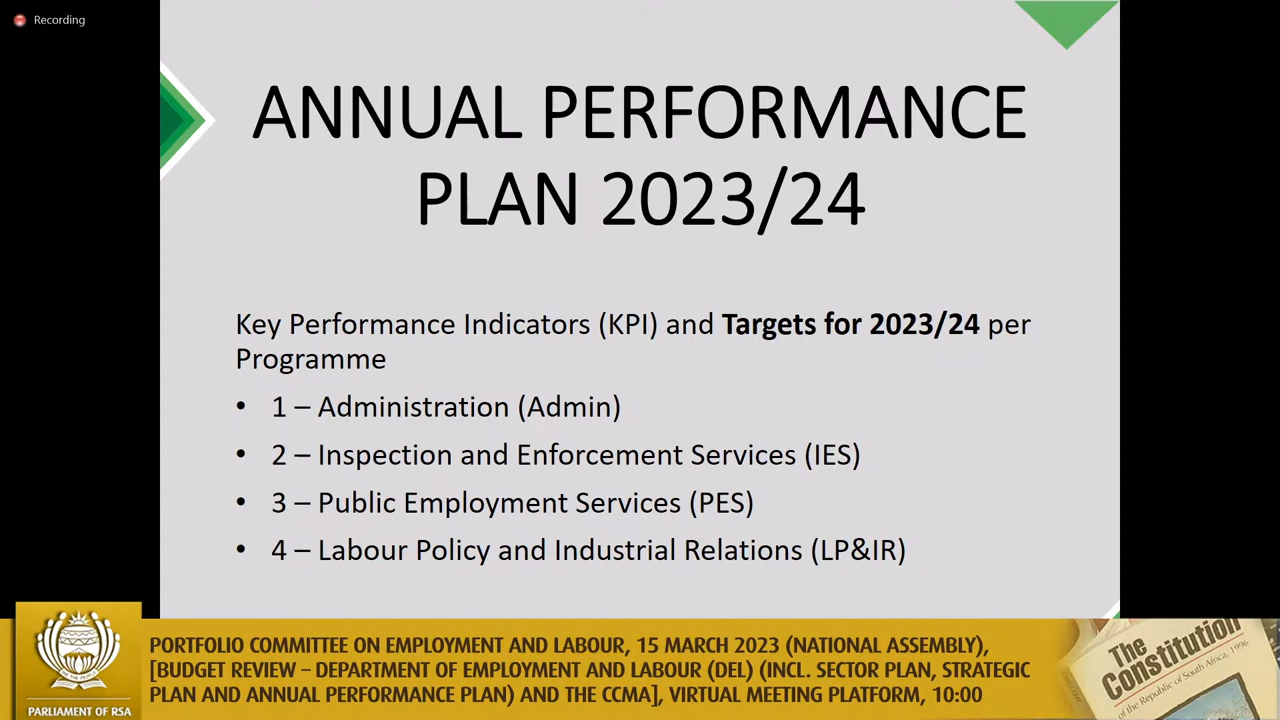 Recording
ANNUAL PERFORMANCE
PLAN 2023/24
Key Performance Indicators (KPI) and Targets for 2023/24 per
Programme
• 1 – Administration (Admin)
• 2 – Inspection and Enforcement Services (IES)
• 3 – Public Employment Services (PES)
• 4 – Labour Policy and Industrial Relations (LP&IR)
PORTFOLIO COMMITTEE ON EMPLOYMENT AND LABOUR, 15 MARCH 2023 (NATIONAL ASSEMBLY),
[BUDGET REVIEW – DEPARTMENT OF EMPLOYMENT AND LABOUR (DEL) (INCL. SECTOR PLAN, STRATEGIC
PLAN AND ANNUAL PERFORMANCE PLAN) AND THE CCMA], VIRTUAL MEETING PLATFORM, 10:00
PARLIAMENT OF RSA
The
Constitution
of the Republic of South Africa, 1996